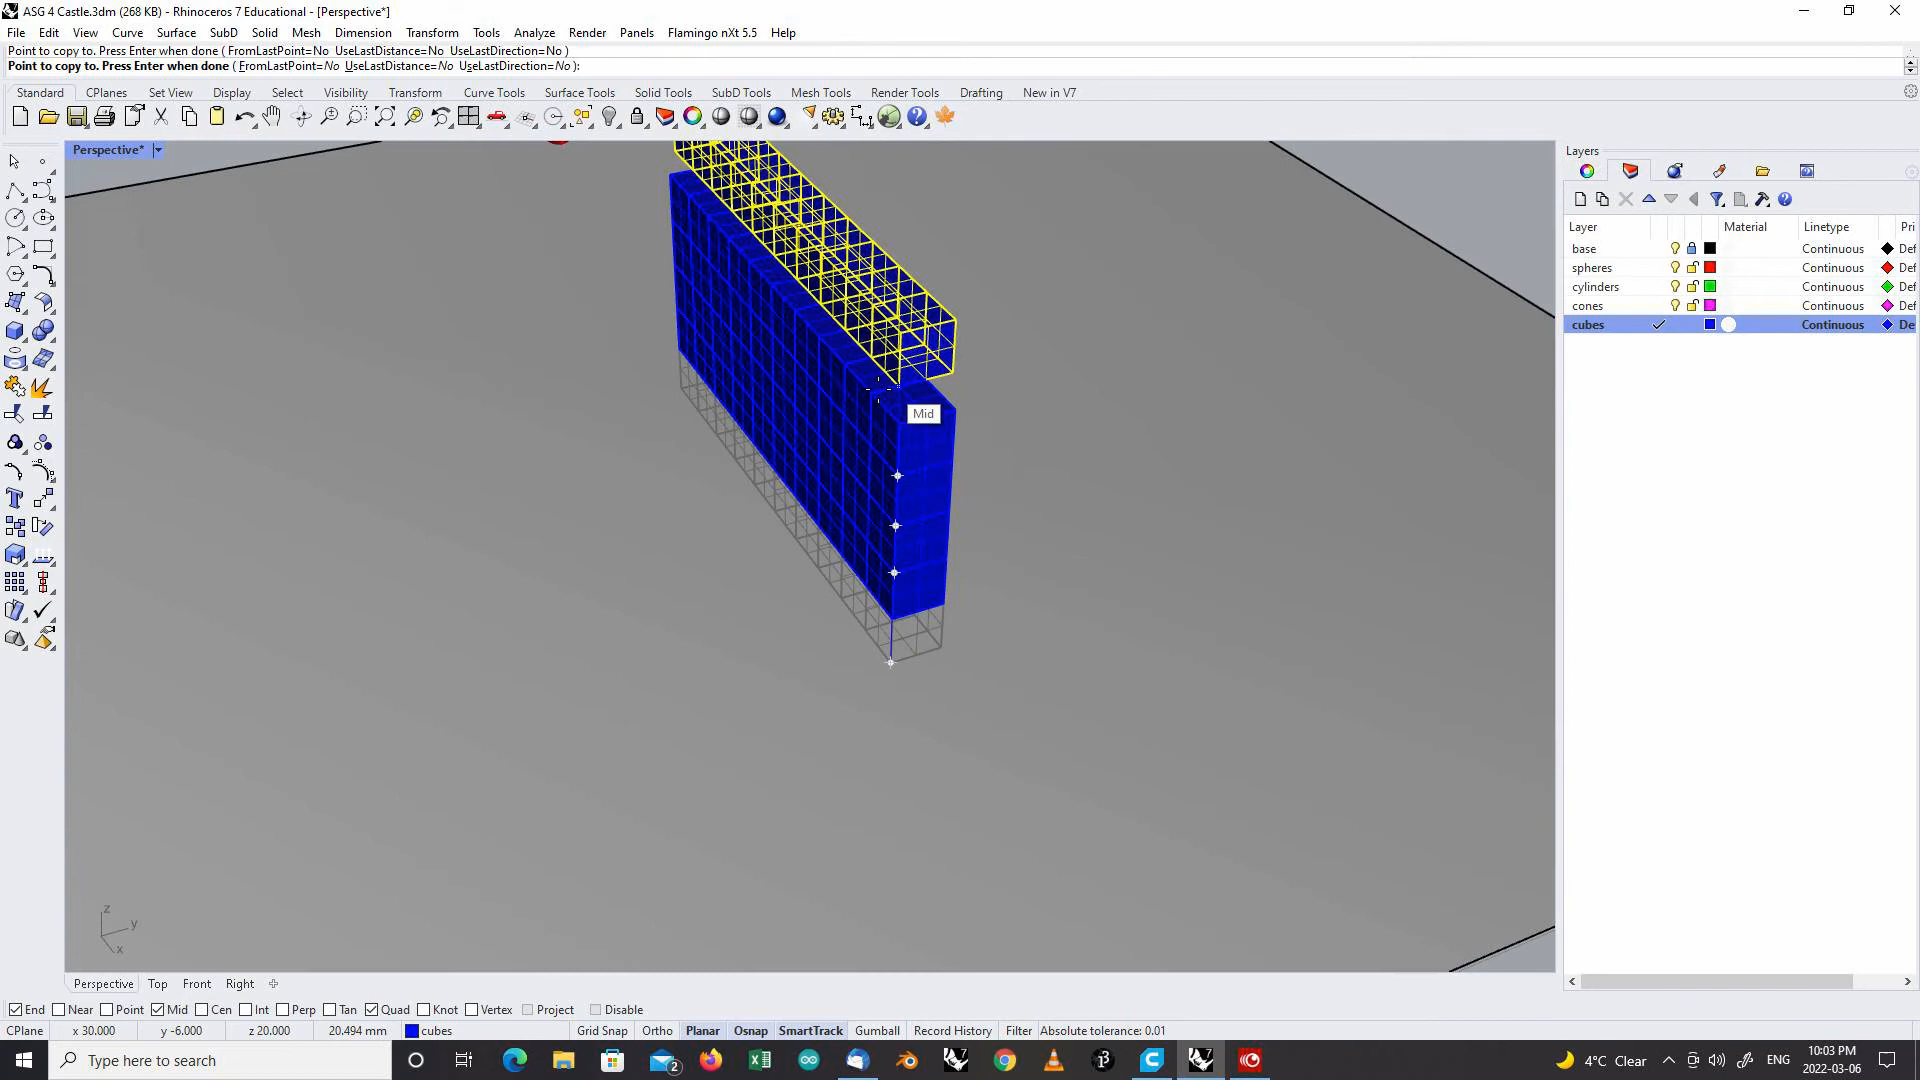 ASG 4 Castle.3dm (268 KB) - Rhinoceros 7 Educational - [Perspective*]
File Edit View Curve Surface SubD Solid Mesh Dimension Transform Tools Analyze Render Panels Flamingo nXt 5.5 Help
Point to copy to. Press Enter when done ( FromLastPoint=No UseLastDistance=No UseLastDirection=No )
Point to copy to. Press Enter when done ( FromLastPoint=No UseLastDistance=No UseLastDirection=No ):
Standard CPlanes Set View Display Select Visibility Transform Curve Tools Surface Tools Solid Tools SubD Tools Mesh Tools Render Tools Drafting New in V7
Perspective*
Layers
Layer Material Linetype Pri
base Continuous Def
spheres Continuous Def
cylinders Continuous Def
cones Continuous Def
cubes Continuous De
Mid
z
y
x
Perspective Top Front Right
End Near Point Mid Cen Int Perp Tan Quad Knot Vertex Project Disable
CPlane x 30.000 y -6.000 z 20.000 20.494 mm cubes Grid Snap Ortho Planar Osnap SmartTrack Gumball Record History Filter Absolute tolerance: 0.01
Type here to search
2
4°C Clear
ENG
10:03 PM
2022-03-06